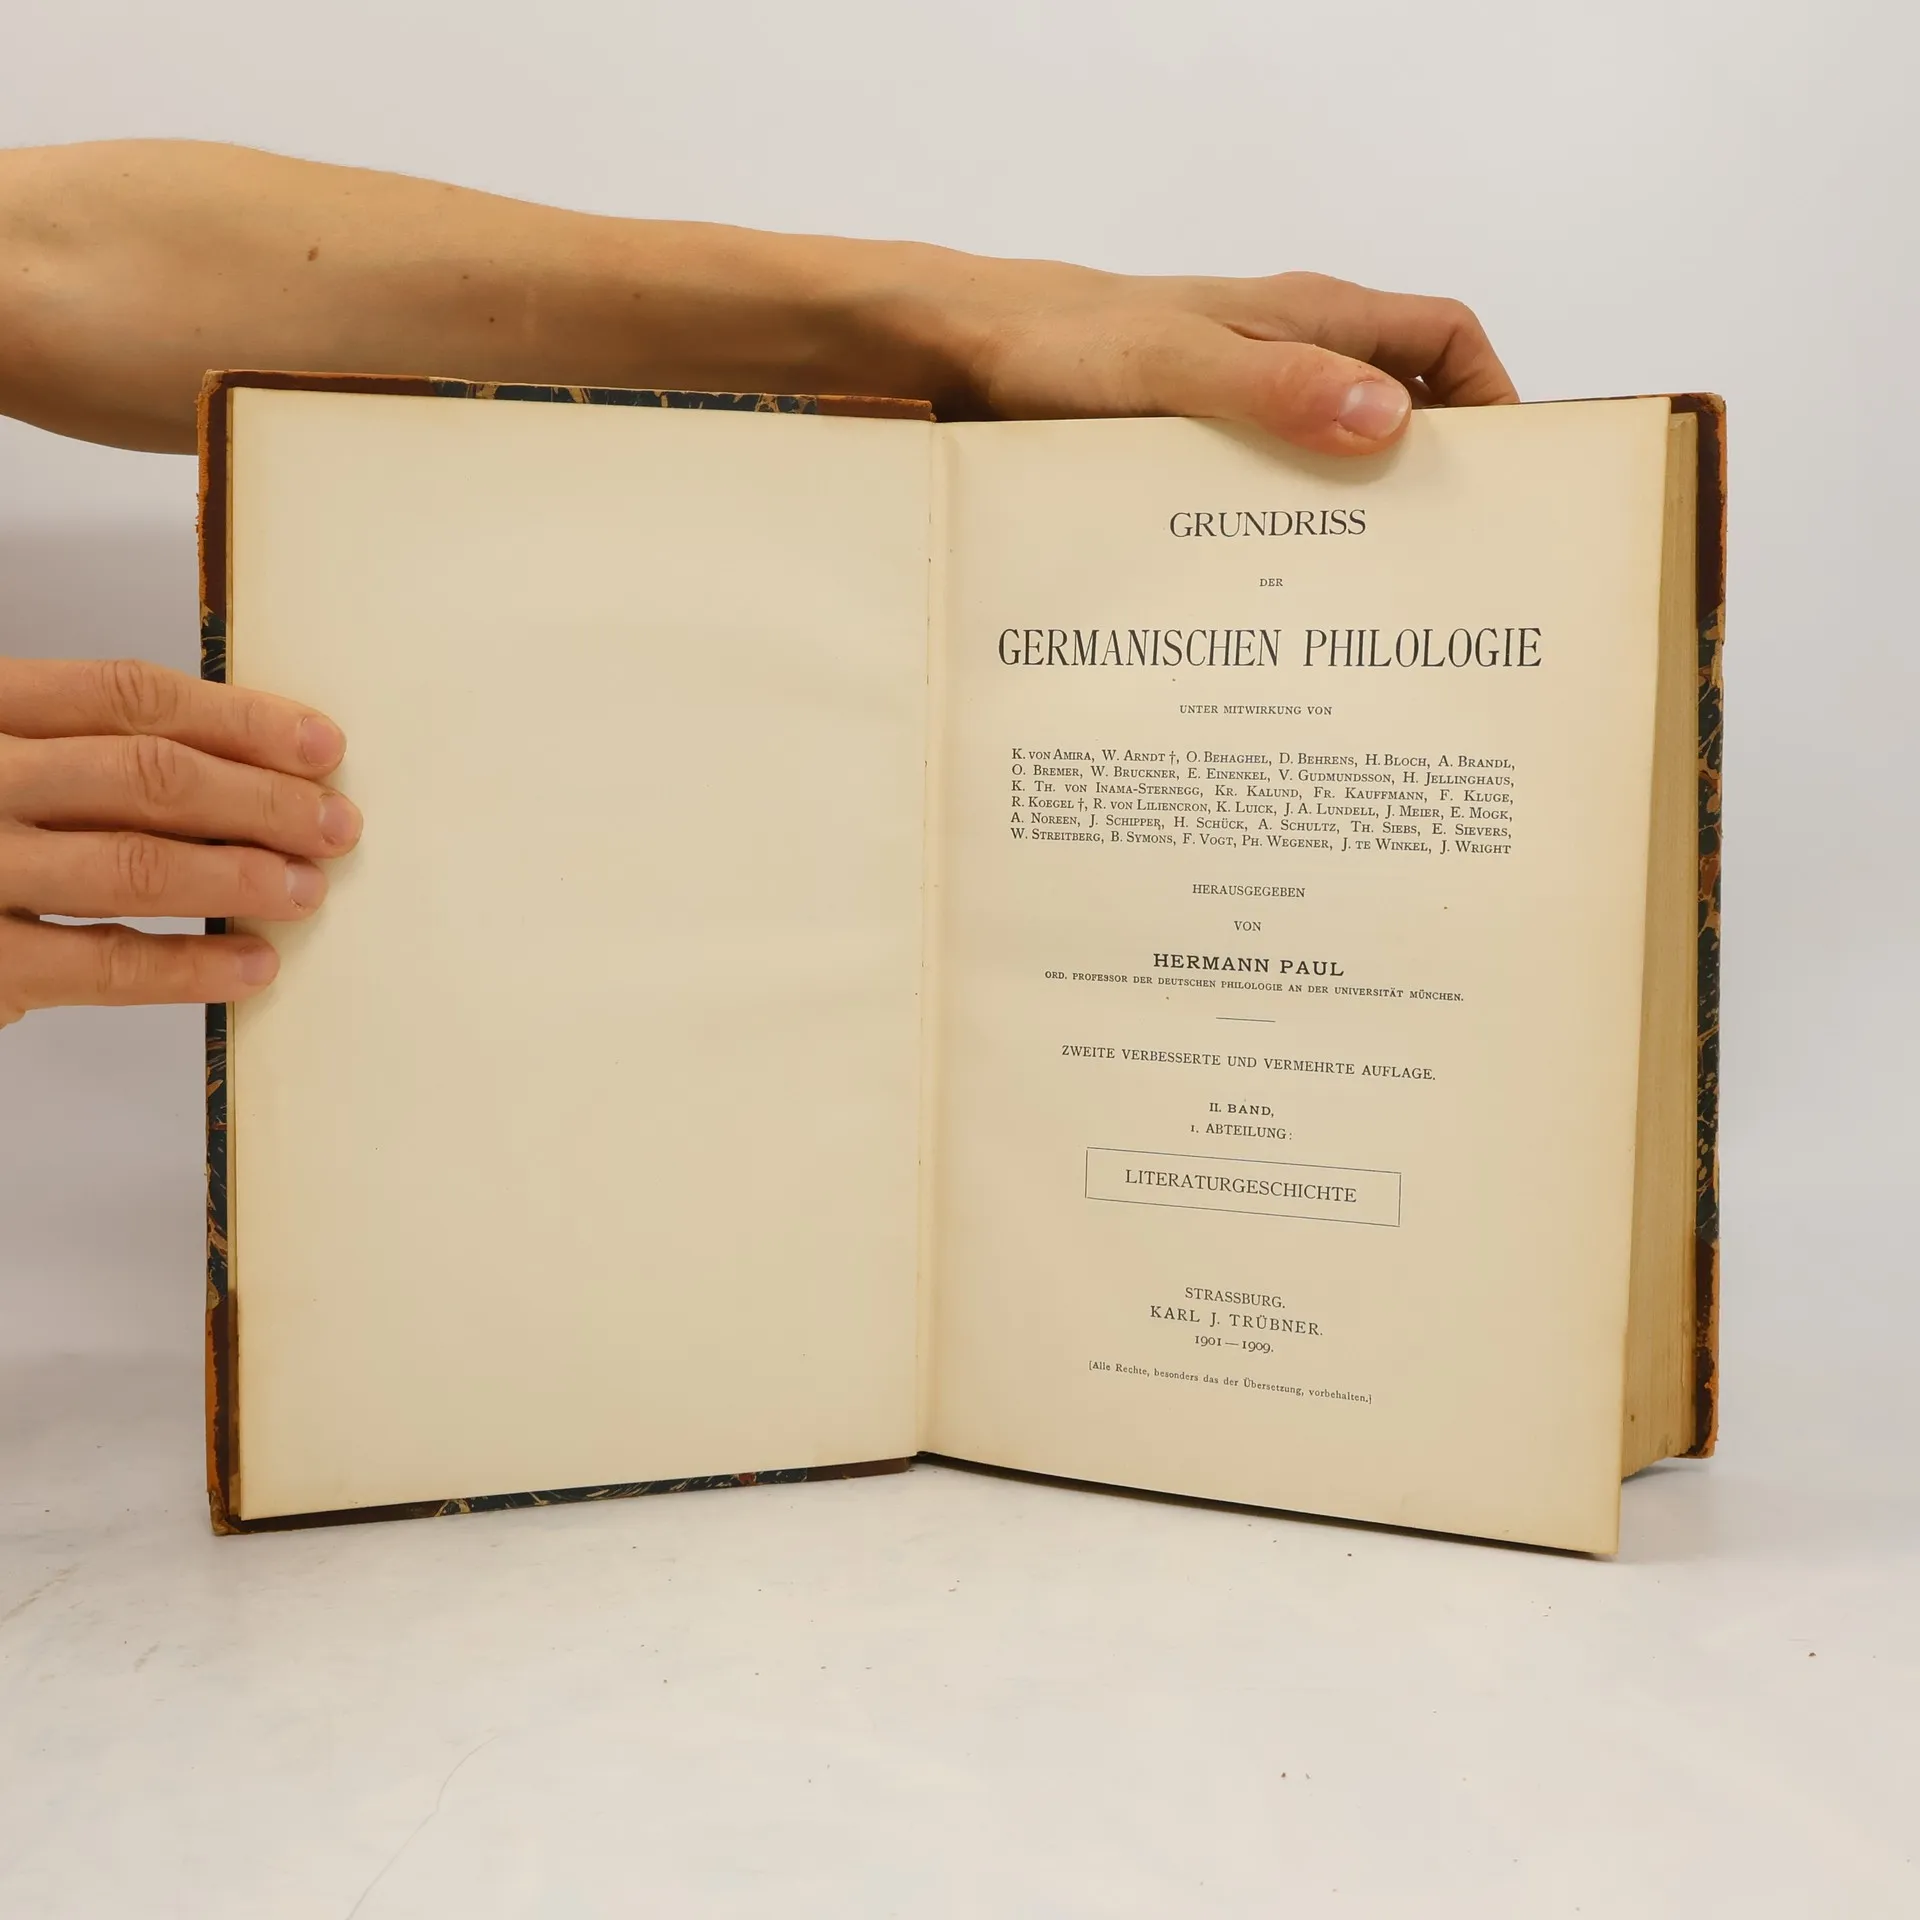 GRUNDRISS
DER
GERMANISCHEN PHILOLOGIE
UNTER MITWIRKUNG VON
K. VON AMIRA, W. ARNDT †, O. BEHAGHEL, D. BEHRENS, H. BLOCH, A. BRANDL,
O. BREMER, W. BRUCKNER, E. EINENKEL, V. GUDMUNDSSON, H. JELLINGHAUS,
K. TH. VON INAMA-STERNEGG, KR. KALUND, FR. KAUFFMANN, F. KLUGE,
R. KOEGEL †, R. VON LILIENCRON, K. LUICK, J. A. LUNDELL, J. MEIER, E. MOGK,
A. NOREEN, J. SCHIPPER, H. SCHÜCK, A. SCHULTZ, TH. SIEBS, E. SIEVERS,
W. STREITBERG, B. SYMONS, F. VOGT, PH. WEGENER, J. TE WINKEL, J. WRIGHT
HERAUSGEGEBEN
VON
HERMANN PAUL
ORD. PROFESSOR DER DEUTSCHEN PHILOLOGIE AN DER UNIVERSITÄT MÜNCHEN.
ZWEITE VERBESSERTE UND VERMEHRTE AUFLAGE.
II. BAND,
1. ABTEILUNG:
LITERATURGESCHICHTE
STRASSBURG.
KARL J. TRÜBNER.
1901—1909.
[Alle Rechte, besonders das der Übersetzung, vorbehalten.]